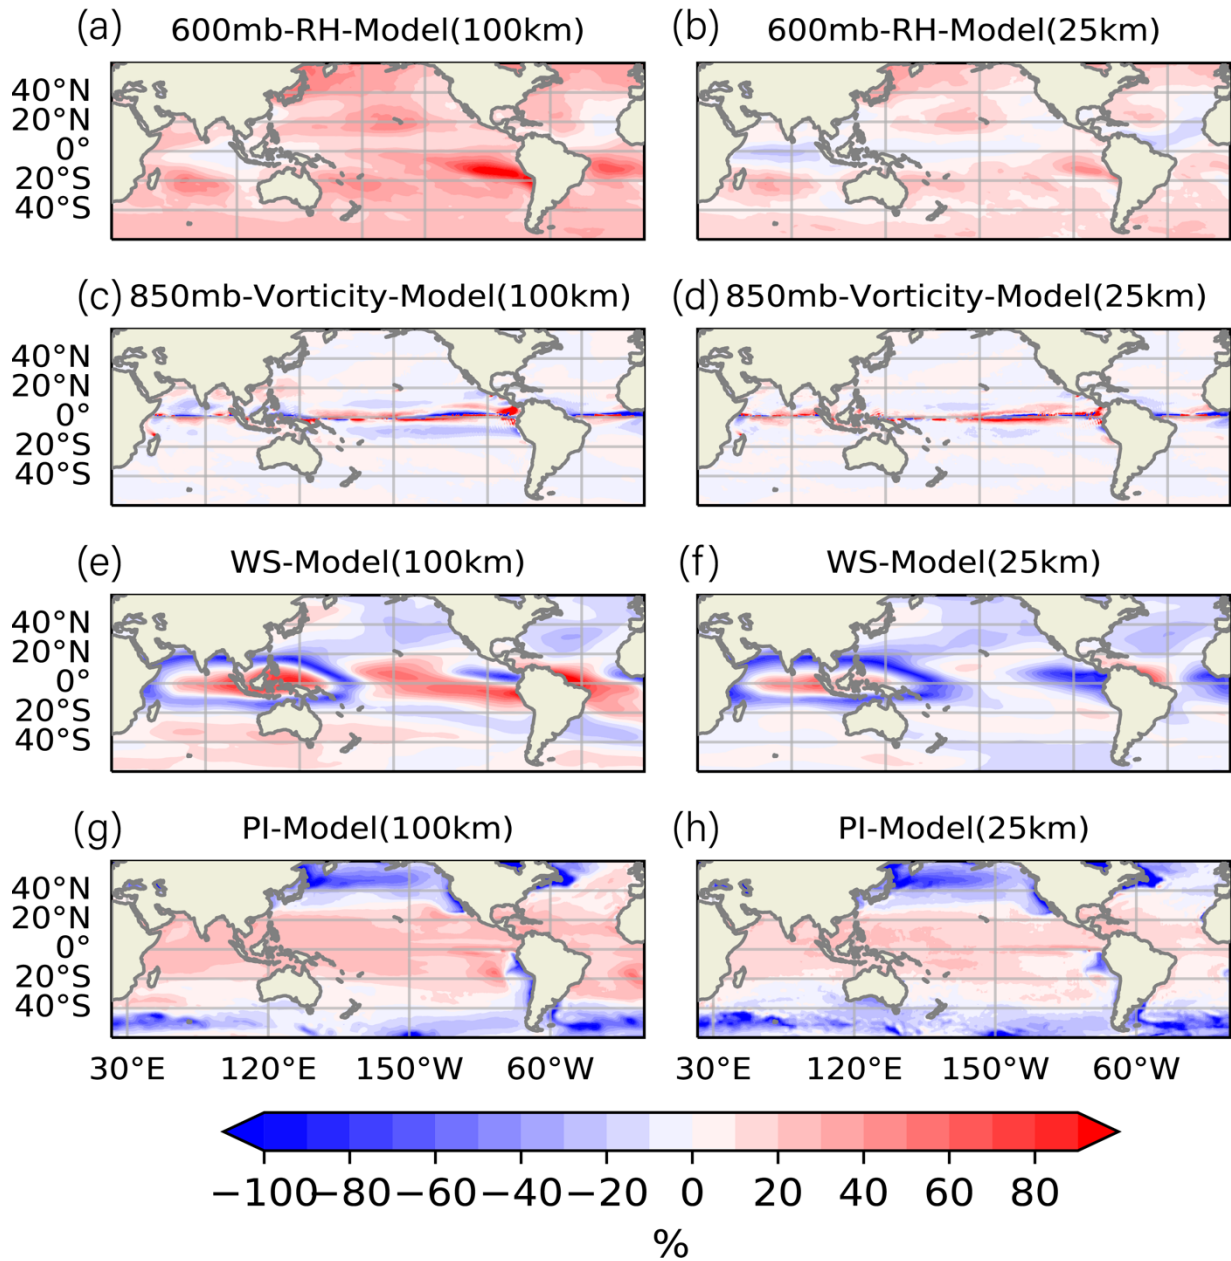 (a) 600mb-RH-Model(100km)
(b) 600mb-RH-Model(25km)
40°N
20°N
0°
20°S
40°S
(c) 850mb-Vorticity-Model(100km)
(d) 850mb-Vorticity-Model(25km)
40°N
20°N
0°
20°S
40°S
(e) WS-Model(100km)
(f) WS-Model(25km)
40°N
20°N
0°
20°S
40°S
(g) PI-Model(100km)
(h) PI-Model(25km)
40°N
20°N
0°
20°S
40°S
30°E 120°E 150°W 60°W
30°E 120°E 150°W 60°W
−100 −80 −60 −40 −20 0 20 40 60 80
%